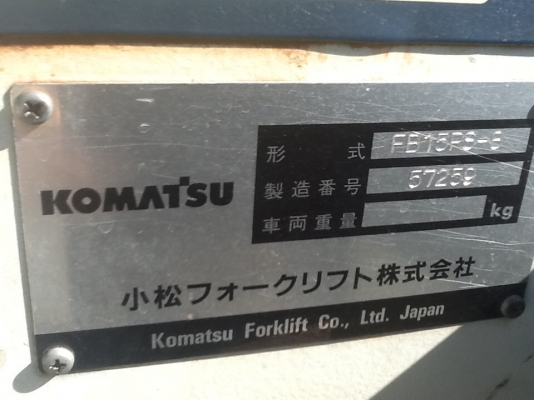 KOMATSU
形 式 FB15RS-8
製造番号 57259
車両重量 kg
小松フォークリフト株式会社
Komatsu Forklift Co., Ltd. Japan